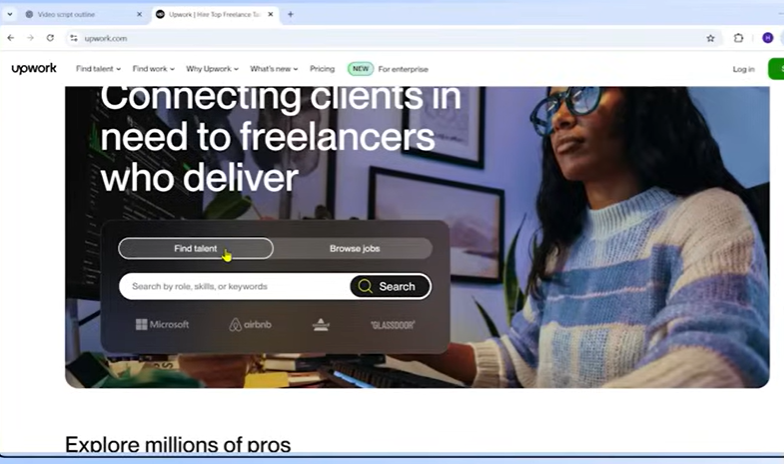 Video script outline
Upwork | Hire Top Freelance Ta
upwork.com
H
upwork
Find talent
Find work
Why Upwork
What's new
Pricing
NEW
For enterprise
Log in
Connecting clients in
need to freelancers
who deliver
Find talent
Browse jobs
Search by role, skills, or keywords
Search
Microsoft
airbnb
GLASSDOOR
Explore millions of pros